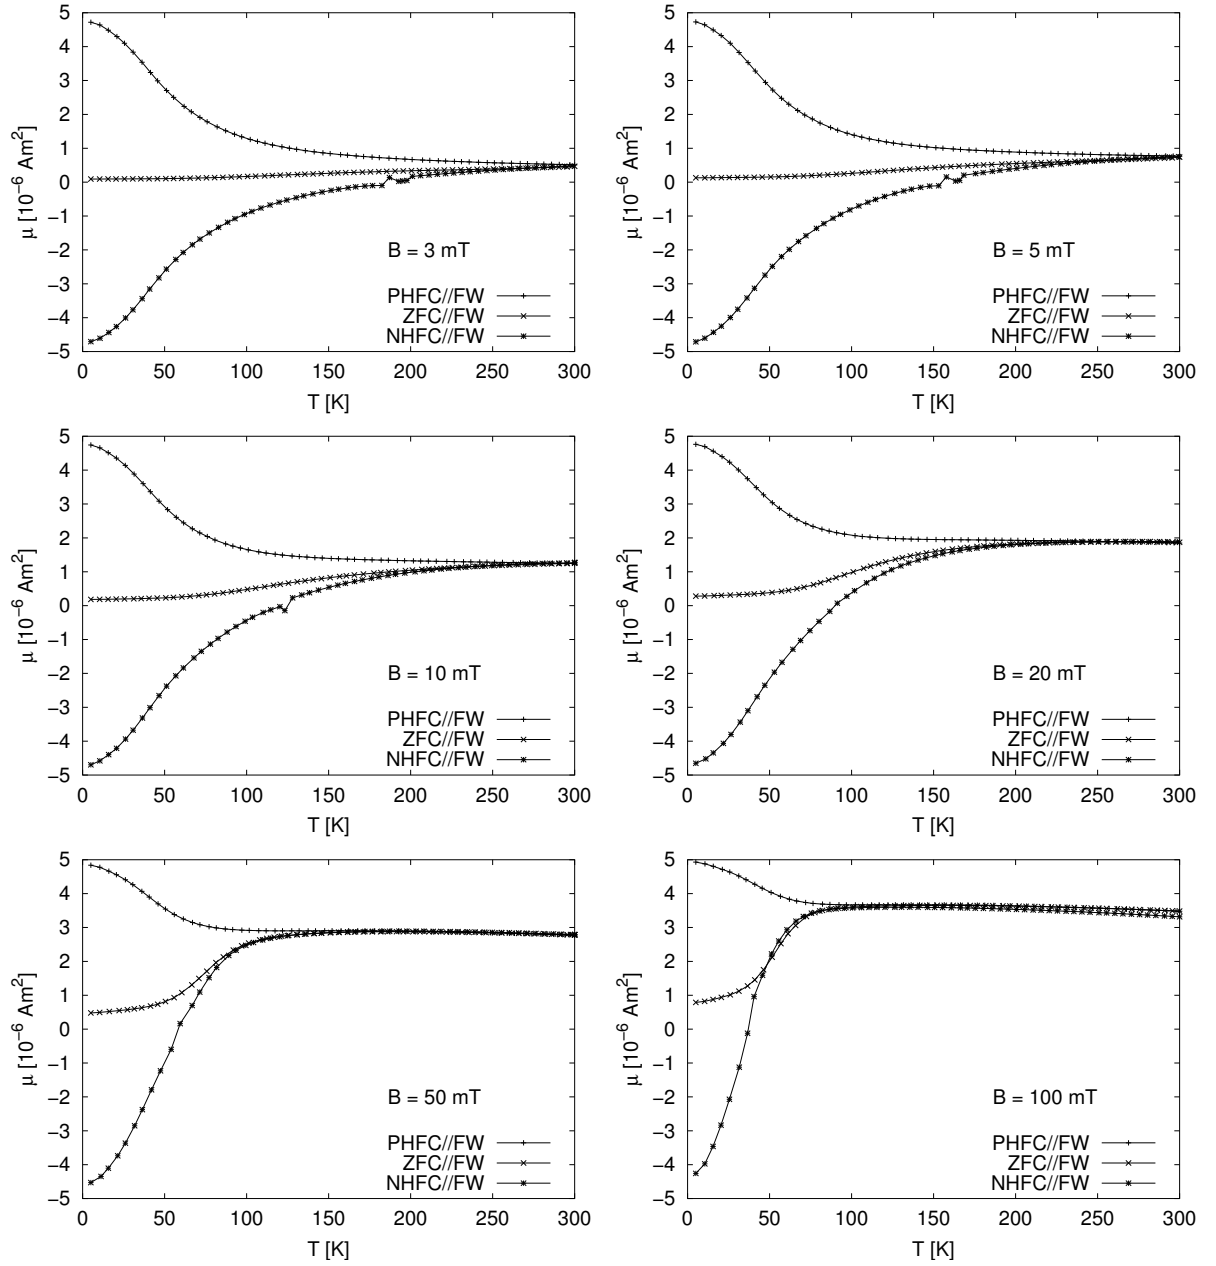 5
4
3
2
1
0
−1
−2
−3
−4
−5
μ [10⁻⁶ Am²]
B = 3 mT
PHFC//FW
ZFC//FW
NHFC//FW
0 50 100 150 200 250 300
T [K]
5
4
3
2
1
0
−1
−2
−3
−4
−5
μ [10⁻⁶ Am²]
B = 5 mT
PHFC//FW
ZFC//FW
NHFC//FW
0 50 100 150 200 250 300
T [K]
5
4
3
2
1
0
−1
−2
−3
−4
−5
μ [10⁻⁶ Am²]
B = 10 mT
PHFC//FW
ZFC//FW
NHFC//FW
0 50 100 150 200 250 300
T [K]
5
4
3
2
1
0
−1
−2
−3
−4
−5
μ [10⁻⁶ Am²]
B = 20 mT
PHFC//FW
ZFC//FW
NHFC//FW
0 50 100 150 200 250 300
T [K]
5
4
3
2
1
0
−1
−2
−3
−4
−5
μ [10⁻⁶ Am²]
B = 50 mT
PHFC//FW
ZFC//FW
NHFC//FW
0 50 100 150 200 250 300
T [K]
5
4
3
2
1
0
−1
−2
−3
−4
−5
μ [10⁻⁶ Am²]
B = 100 mT
PHFC//FW
ZFC//FW
NHFC//FW
0 50 100 150 200 250 300
T [K]